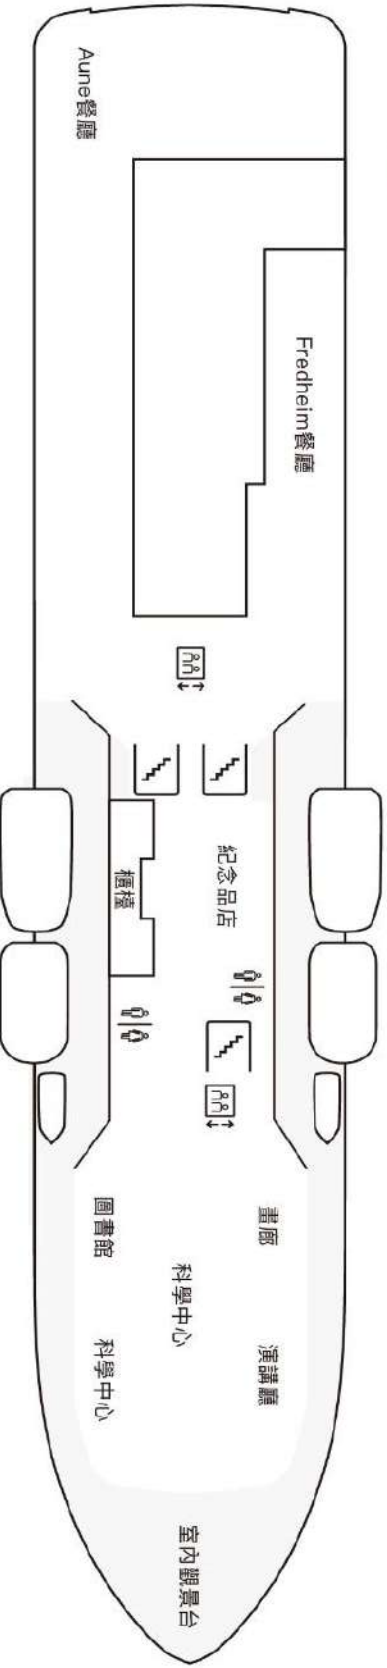 Aune餐廳
Fredheim餐廳
紀念品店
櫃檯
圖書館
畫廊
科學中心
科學中心
演講廳
室內觀景台